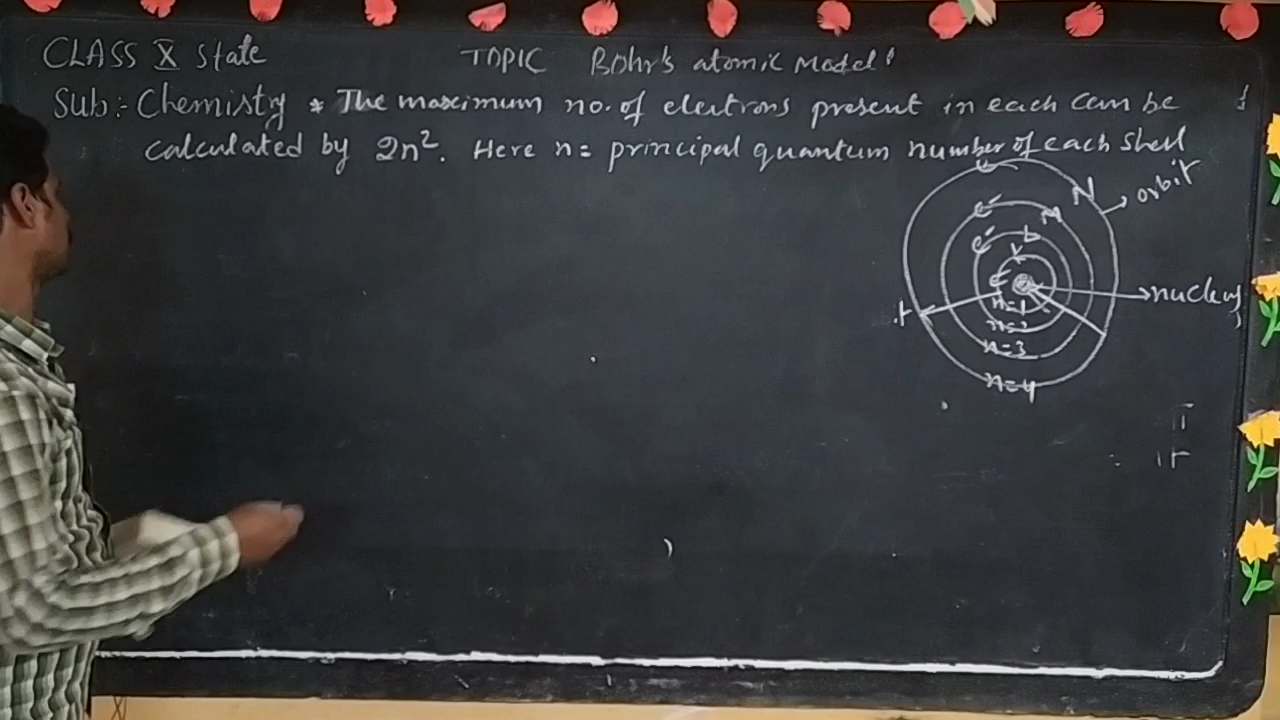 CLASS X State
TOPIC Bohr's atomic Model
Sub:- Chemistry * The maximum no. of electrons present in each can be
calculated by 2n². Here n = principal quantum number of each shell
e⁻
N
orbit
e⁻
M
e⁻
L
K
e⁻
nucleus
n=1
n=2
n=3
n=4